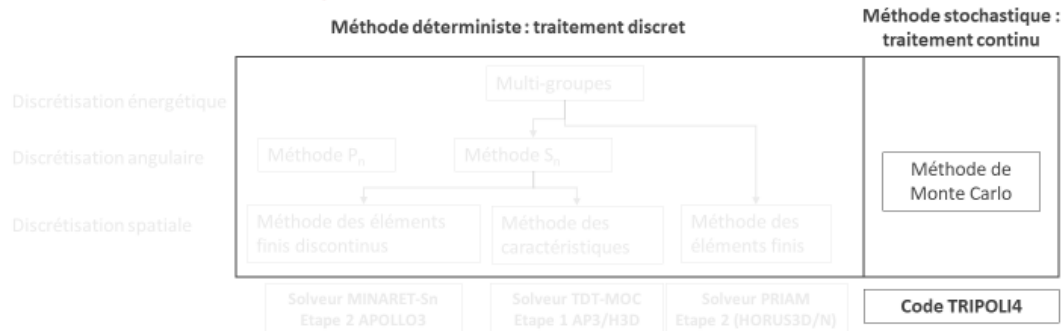 Méthode déterministe : traitement discret
Méthode stochastique :
traitement continu
Discrétisation énergétique
Multi-groupes
Discrétisation angulaire
Méthode Pn
Méthode Sn
Méthode de
Monte Carlo
Discrétisation spatiale
Méthode des éléments
finis discontinus
Méthode des
caractéristiques
Méthode des
éléments finis
Solveur MINARET-Sn
Etape 2 APOLLO3
Solveur TDT-MOC
Etape 1 AP3/H3D
Solveur PRIAM
Etape 2 (HORUS3D/N)
Code TRIPOLI4